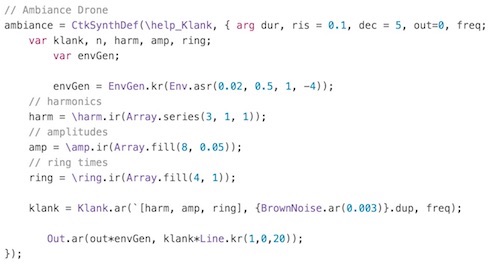 // Ambiance Drone
ambiance = CtkSynthDef(\help_Klank, { arg dur, ris = 0.1, dec = 5, out=0, freq;
    var klank, n, harm, amp, ring;
        var envGen;

        envGen = EnvGen.kr(Env.asr(0.02, 0.5, 1, -4));
    // harmonics
    harm = \harm.ir(Array.series(3, 1, 1));
    // amplitudes
    amp = \amp.ir(Array.fill(8, 0.05));
    // ring times
    ring = \ring.ir(Array.fill(4, 1));

    klank = Klank.ar(`[harm, amp, ring], {BrownNoise.ar(0.003)}.dup, freq);

        Out.ar(out*envGen, klank*Line.kr(1,0,20));
});